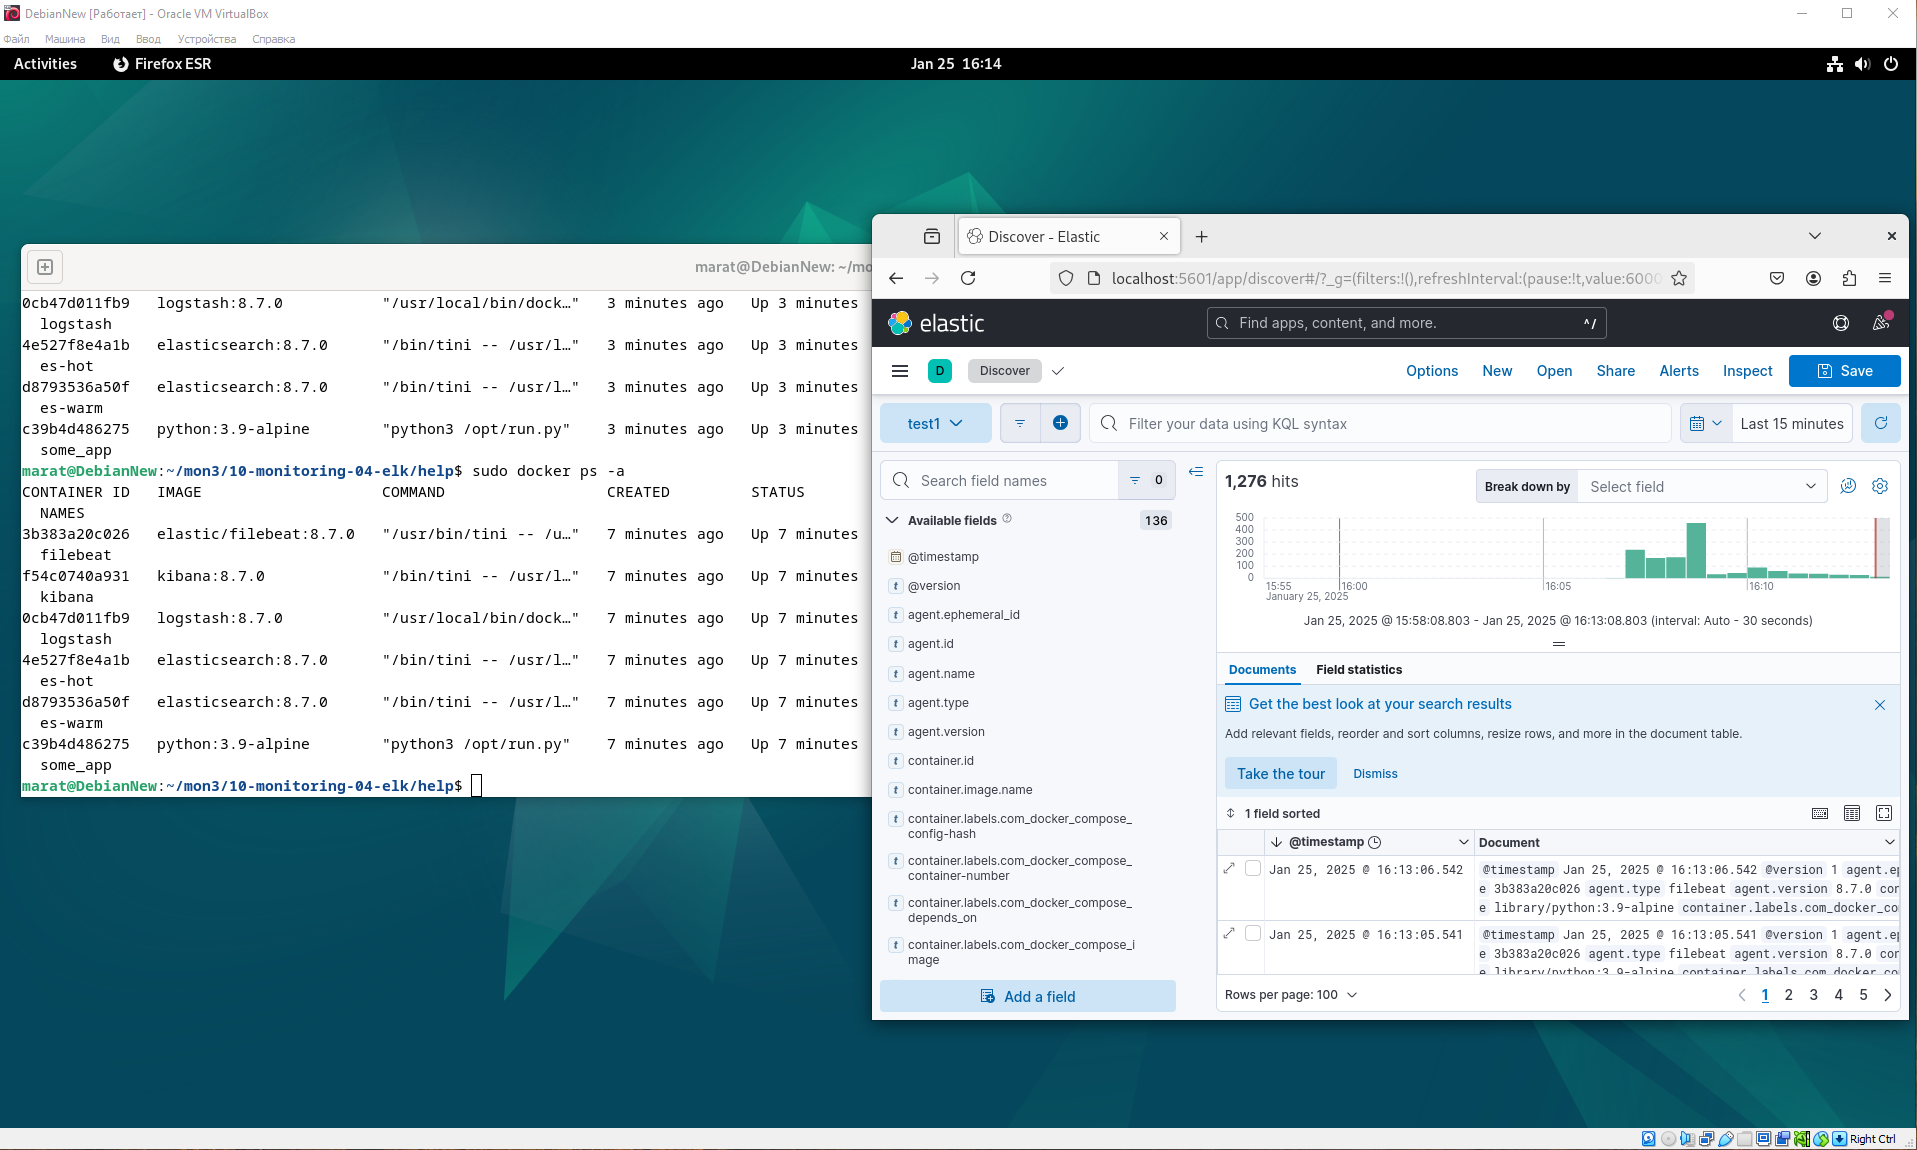 DebianNew [Работает] - Oracle VM VirtualBox
Файл Машина Вид Ввод Устройства Справка
Activities Firefox ESR Jan 25 16:14
marat@DebianNew: ~/mo
0cb47d011fb9 logstash:8.7.0 "/usr/local/bin/dock…" 3 minutes ago Up 3 minutes
logstash
4e527f8e4a1b elasticsearch:8.7.0 "/bin/tini -- /usr/l…" 3 minutes ago Up 3 minutes
es-hot
d8793536a50f elasticsearch:8.7.0 "/bin/tini -- /usr/l…" 3 minutes ago Up 3 minutes
es-warm
c39b4d486275 python:3.9-alpine "python3 /opt/run.py" 3 minutes ago Up 3 minutes
some_app
marat@DebianNew:~/mon3/10-monitoring-04-elk/help$ sudo docker ps -a
CONTAINER ID IMAGE COMMAND CREATED STATUS
NAMES
3b383a20c026 elastic/filebeat:8.7.0 "/usr/bin/tini -- /u…" 7 minutes ago Up 7 minutes
filebeat
f54c0740a931 kibana:8.7.0 "/bin/tini -- /usr/l…" 7 minutes ago Up 7 minutes
kibana
0cb47d011fb9 logstash:8.7.0 "/usr/local/bin/dock…" 7 minutes ago Up 7 minutes
logstash
4e527f8e4a1b elasticsearch:8.7.0 "/bin/tini -- /usr/l…" 7 minutes ago Up 7 minutes
es-hot
d8793536a50f elasticsearch:8.7.0 "/bin/tini -- /usr/l…" 7 minutes ago Up 7 minutes
es-warm
c39b4d486275 python:3.9-alpine "python3 /opt/run.py" 7 minutes ago Up 7 minutes
some_app
marat@DebianNew:~/mon3/10-monitoring-04-elk/help$
Discover - Elastic
localhost:5601/app/discover#/?_g=(filters:!(),refreshInterval:(pause:!t,value:6000
elastic Find apps, content, and more. ^/
D Discover Options New Open Share Alerts Inspect Save
test1 Filter your data using KQL syntax Last 15 minutes
Search field names 0
Available fields 136
@timestamp
@version
agent.ephemeral_id
agent.id
agent.name
agent.type
agent.version
container.id
container.image.name
container.labels.com_docker_compose_
config-hash
container.labels.com_docker_compose_
container-number
container.labels.com_docker_compose_
depends_on
container.labels.com_docker_compose_i
mage
Add a field
1,276 hits Break down by Select field
500
400
300
200
100
0
15:55 16:00 16:05 16:10
January 25, 2025
Jan 25, 2025 @ 15:58:08.803 - Jan 25, 2025 @ 16:13:08.803 (interval: Auto - 30 seconds)
Documents Field statistics
Get the best look at your search results
Add relevant fields, reorder and sort columns, resize rows, and more in the document table.
Take the tour Dismiss
1 field sorted
@timestamp Document
Jan 25, 2025 @ 16:13:06.542 @timestamp Jan 25, 2025 @ 16:13:06.542 @version 1 agent.ep
e 3b383a20c026 agent.type filebeat agent.version 8.7.0 con
e library/python:3.9-alpine container.labels.com_docker_co
Jan 25, 2025 @ 16:13:05.541 @timestamp Jan 25, 2025 @ 16:13:05.541 @version 1 agent.ep
e 3b383a20c026 agent.type filebeat agent.version 8.7.0 con
e library/python:3.9-alpine container.labels.com_docker_co
Rows per page: 100 1 2 3 4 5
Right Ctrl